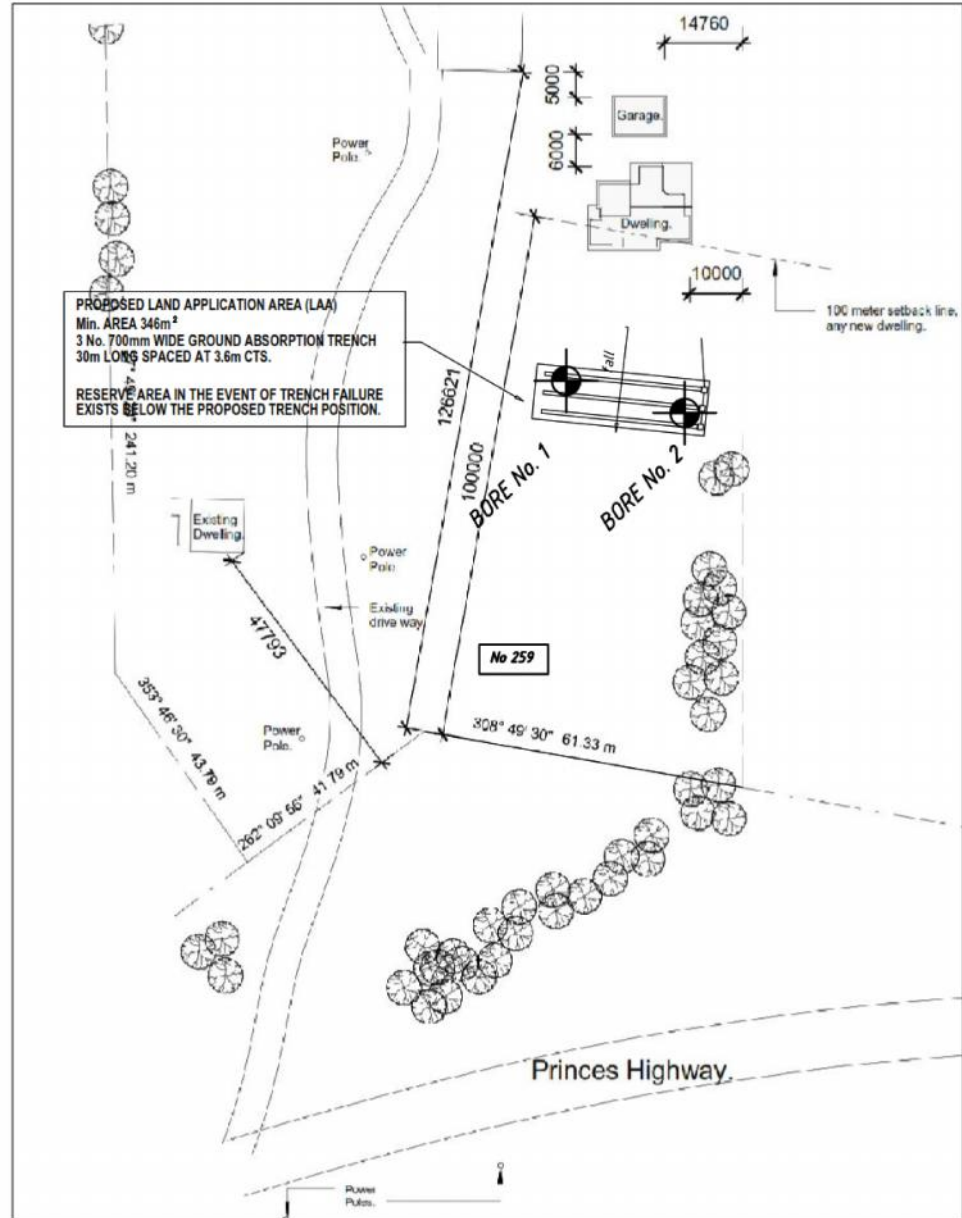 14760
5000
Garage.
6000
Power
Pole.
Dwelling.
10000
100 meter setback line,
any new dwelling.
PROPOSED LAND APPLICATION AREA (LAA)
Min. AREA 346m²
3 No. 700mm WIDE GROUND ABSORPTION TRENCH
30m LONG SPACED AT 3.6m CTS.
RESERVE AREA IN THE EVENT OF TRENCH FAILURE
EXISTS BELOW THE PROPOSED TRENCH POSITION.
241.20 m
126621
100000
fall
BORE No. 1
BORE No. 2
Existing
Dwelling.
Power
Pole
Existing
drive way
47793
No 259
353° 46' 30" 43.79 m
Power
Pole.
308° 49' 30" 61.33 m
262° 09' 56" 41.79 m
Princes Highway.
Power
Poles.